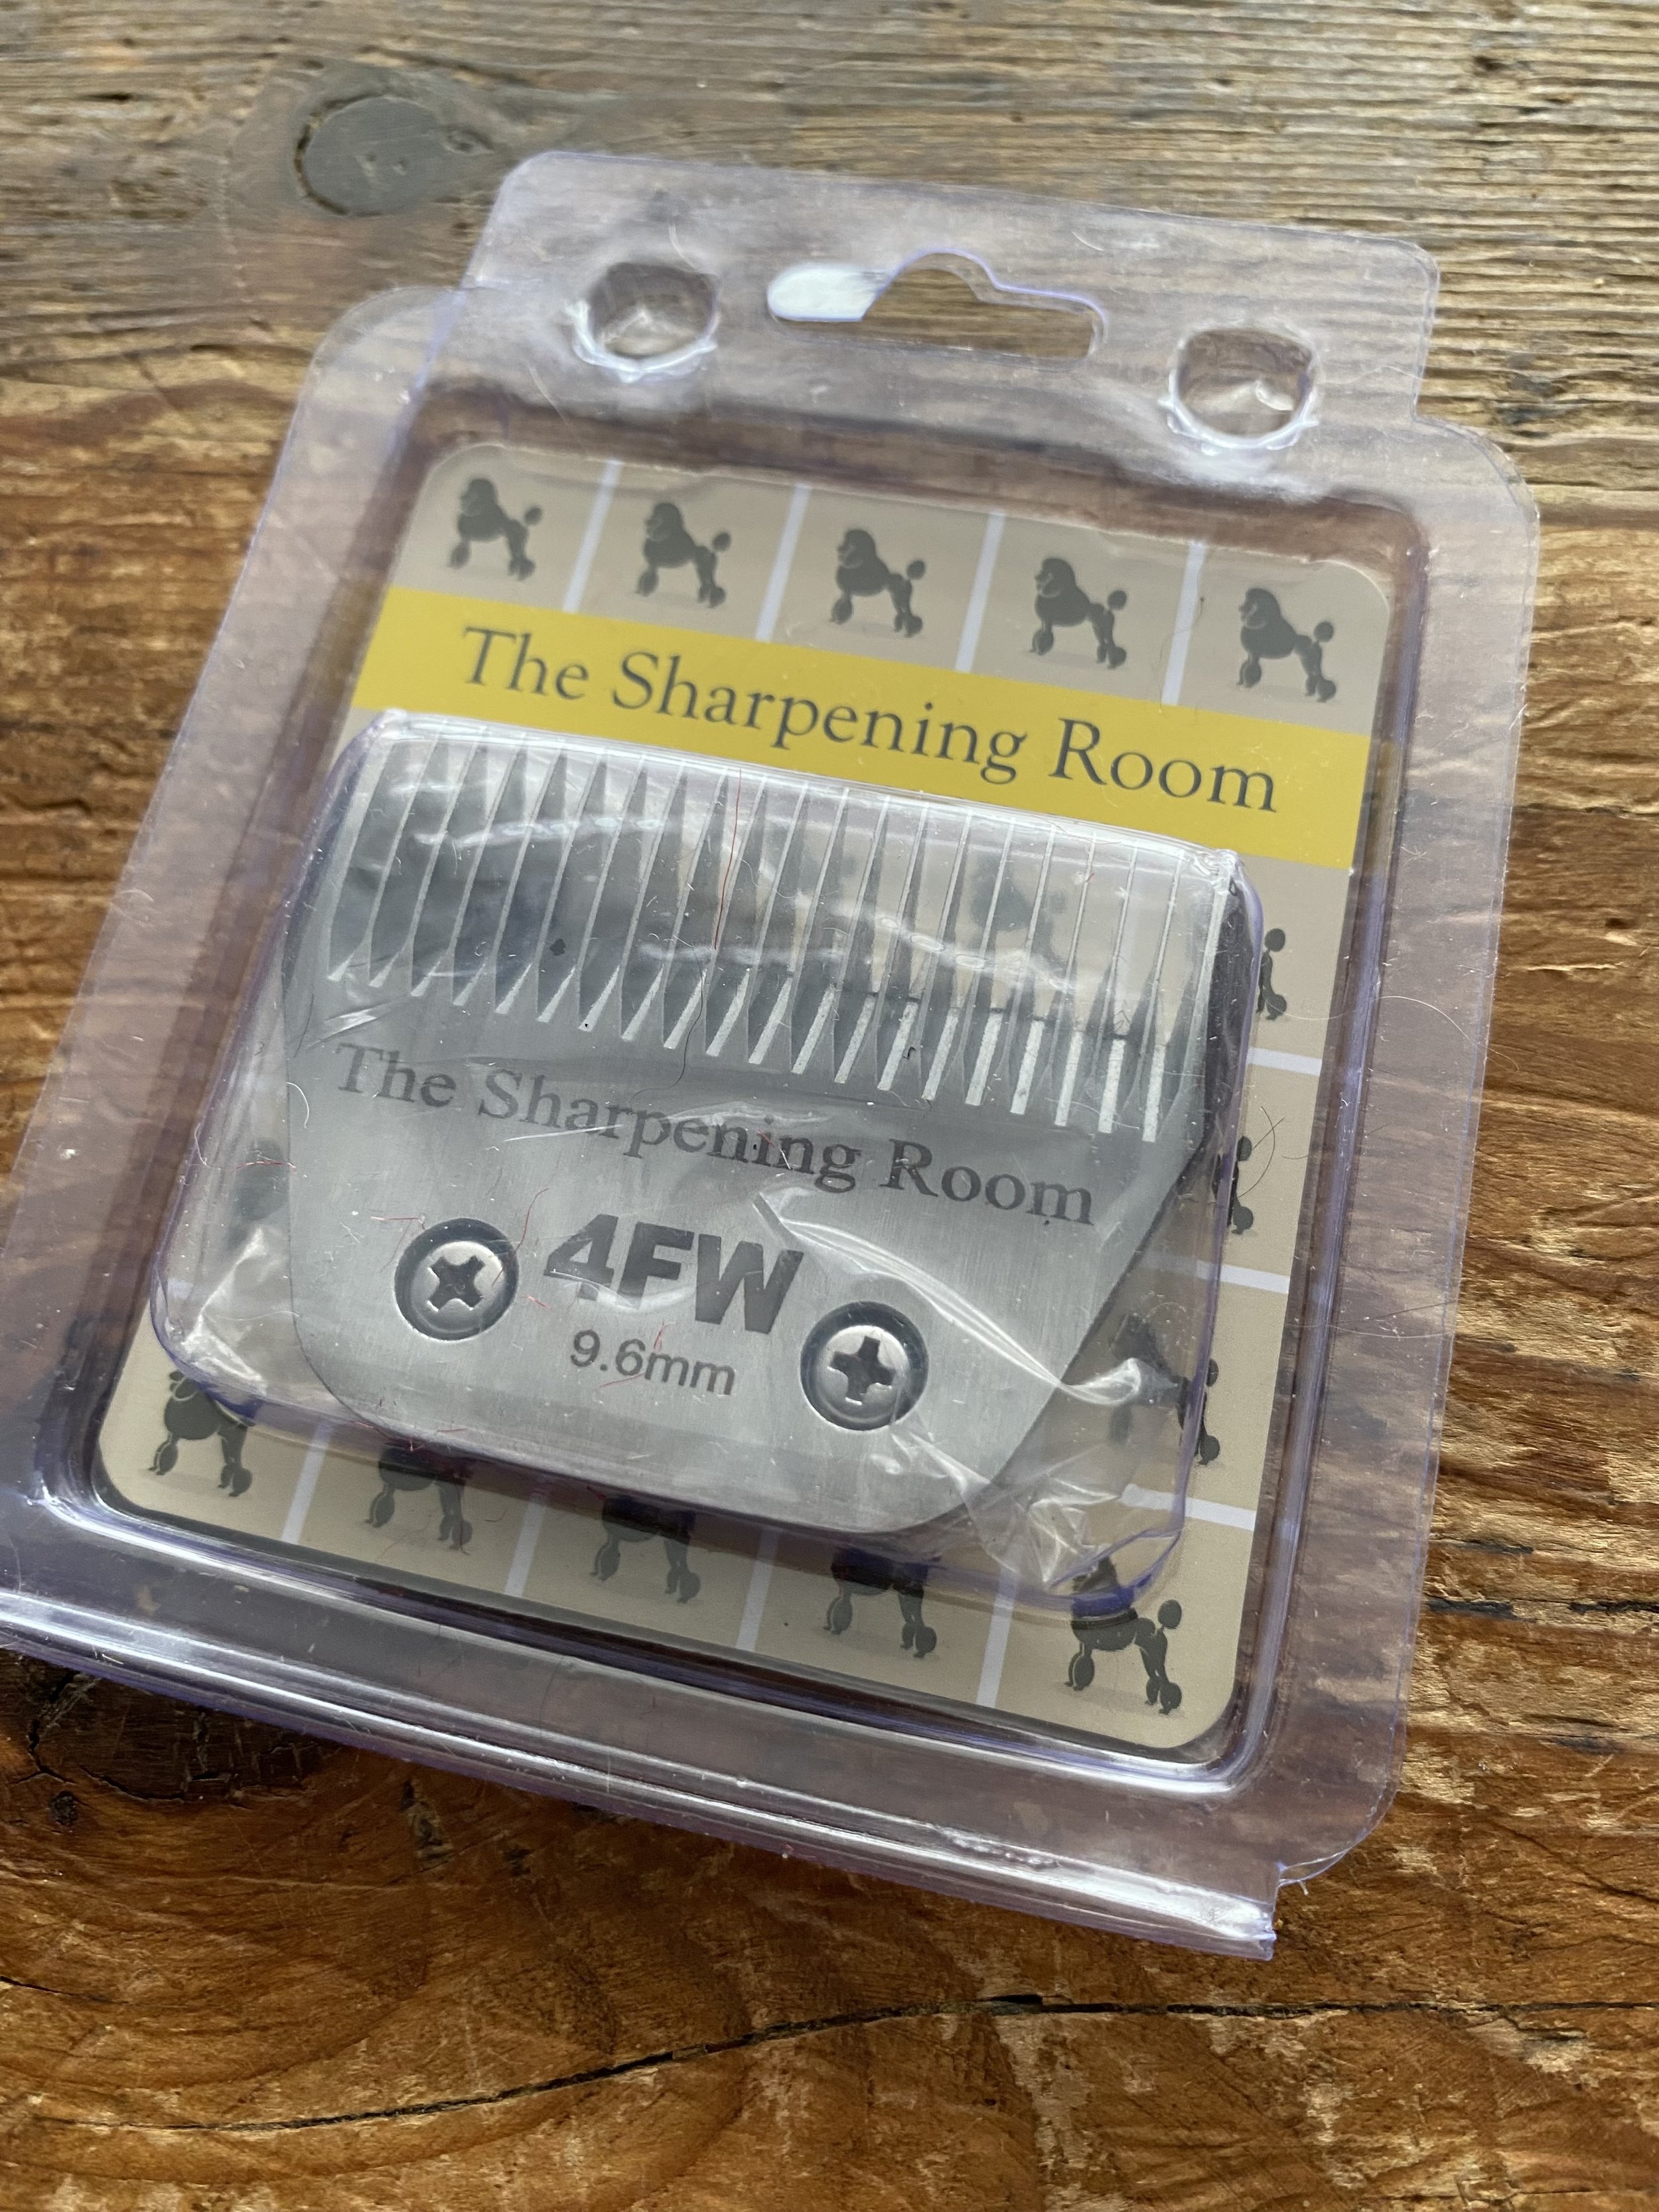 The Sharpening Room
The Sharpening Room
4FW
9.6mm